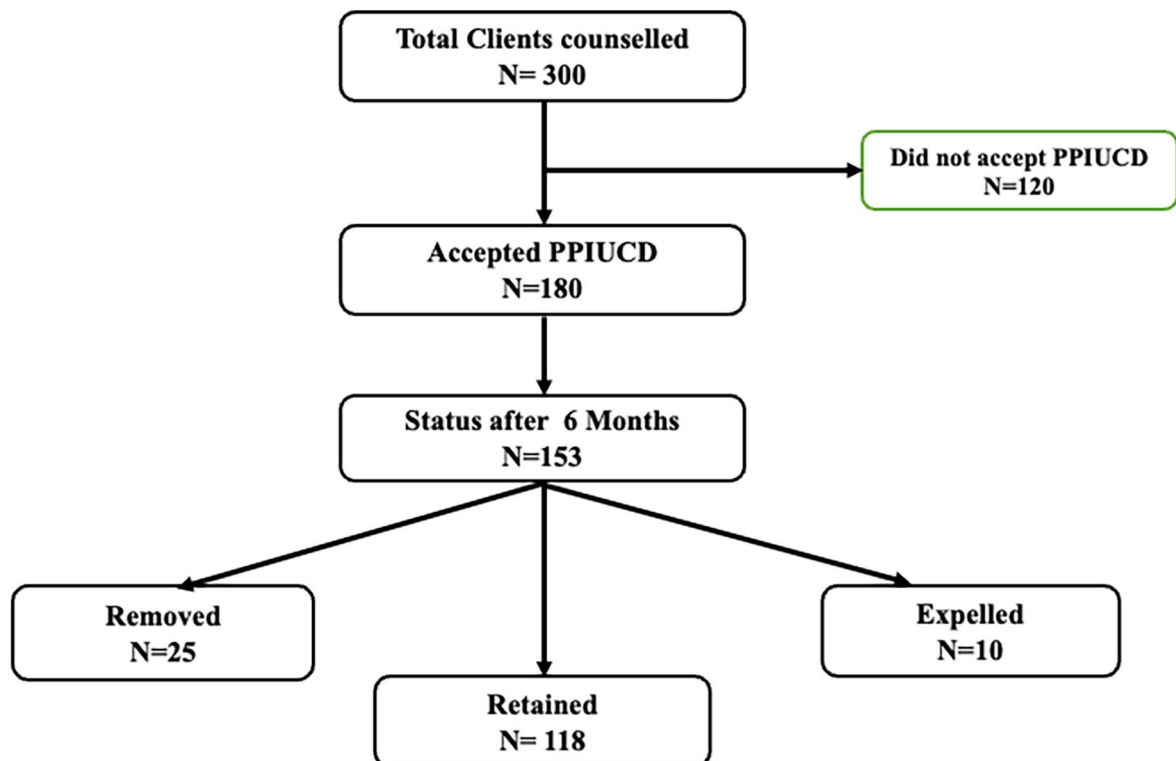 Total Clients counselled
N= 300
Did not accept PPIUCD
N=120
Accepted PPIUCD
N=180
Status after 6 Months
N=153
Removed
N=25
Expelled
N=10
Retained
N= 118